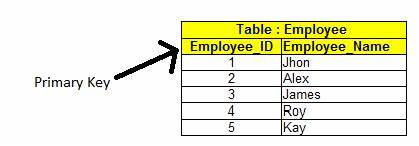 Table : Employee
Employee_ID Employee_Name
Primary Key
1 Jhon
2 Alex
3 James
4 Roy
5 Kay